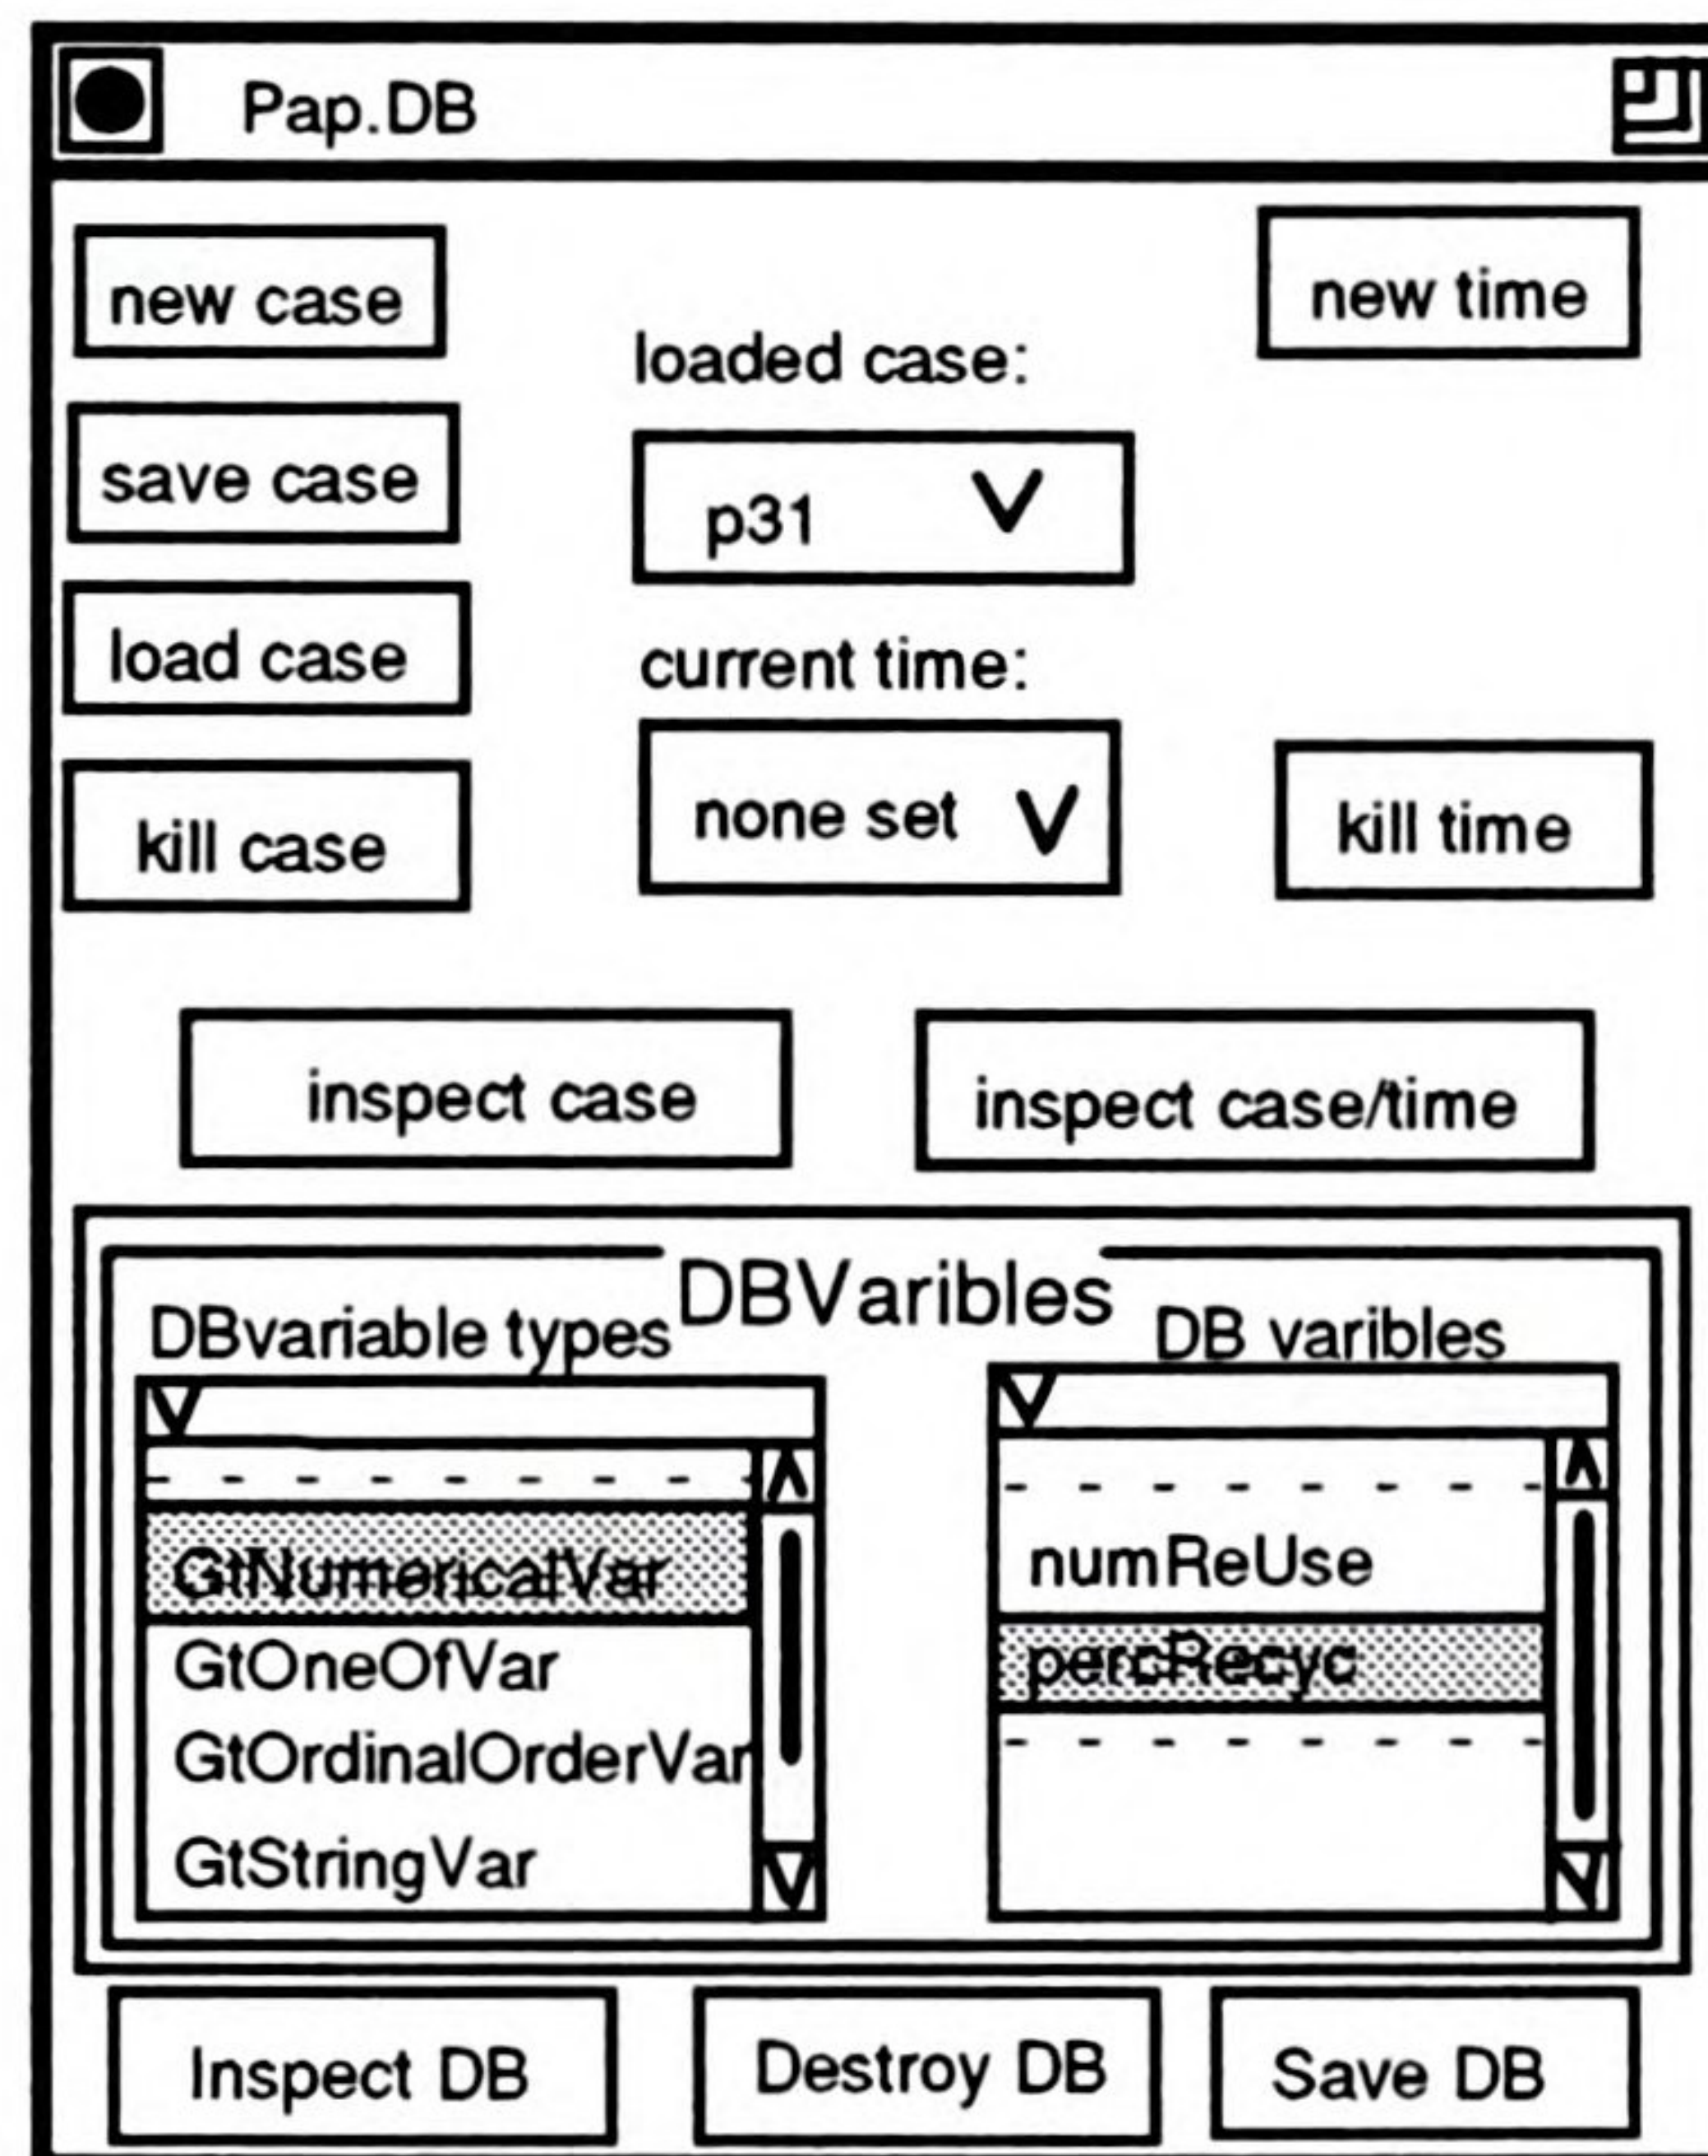 Pap.DB
new case
new time
loaded case:
save case
p31
load case
current time:
kill case
none set
kill time
inspect case
inspect case/time
DBVaribles
DBvariable types
DB varibles
GtNumericalVar
GtOneOfVar
GtOrdinalOrderVar
GtStringVar
numReUse
percRecyc
Inspect DB
Destroy DB
Save DB